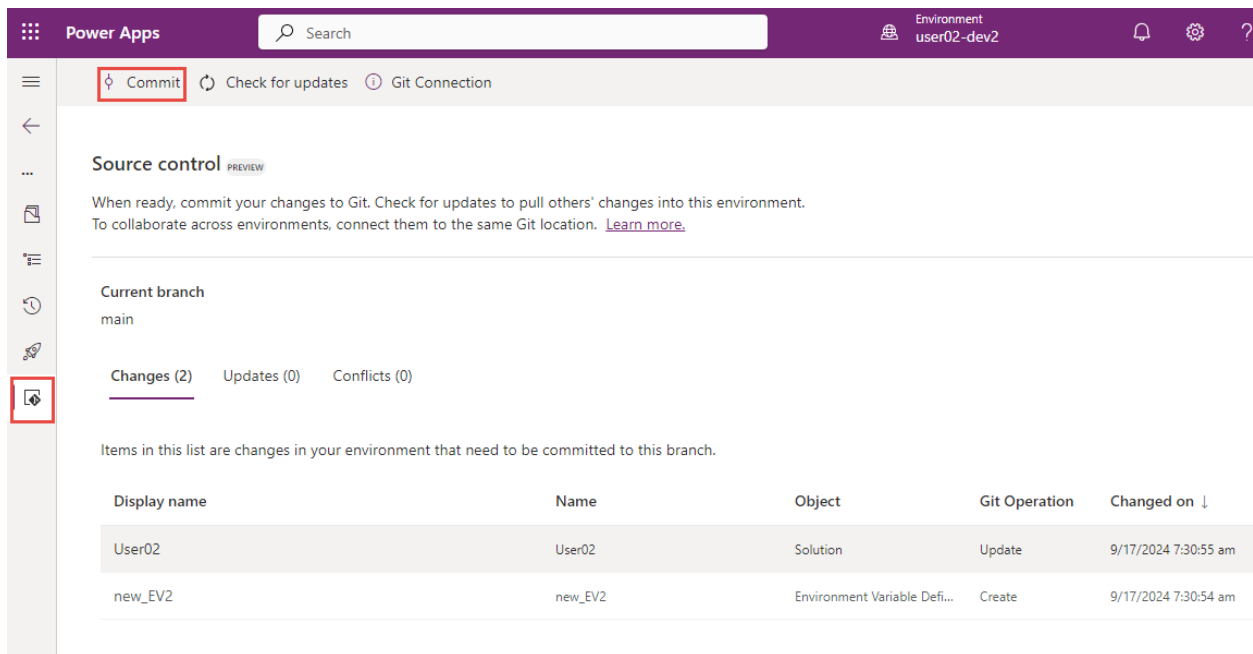 Power Apps
Search
Environment
user02-dev2
?
Commit
Check for updates
Git Connection
...
Source control PREVIEW
When ready, commit your changes to Git. Check for updates to pull others' changes into this environment.
To collaborate across environments, connect them to the same Git location. Learn more.
Current branch
main
Changes (2) Updates (0) Conflicts (0)
Items in this list are changes in your environment that need to be committed to this branch.
Display name Name Object Git Operation Changed on ↓
User02 User02 Solution Update 9/17/2024 7:30:55 am
new_EV2 new_EV2 Environment Variable Defi... Create 9/17/2024 7:30:54 am